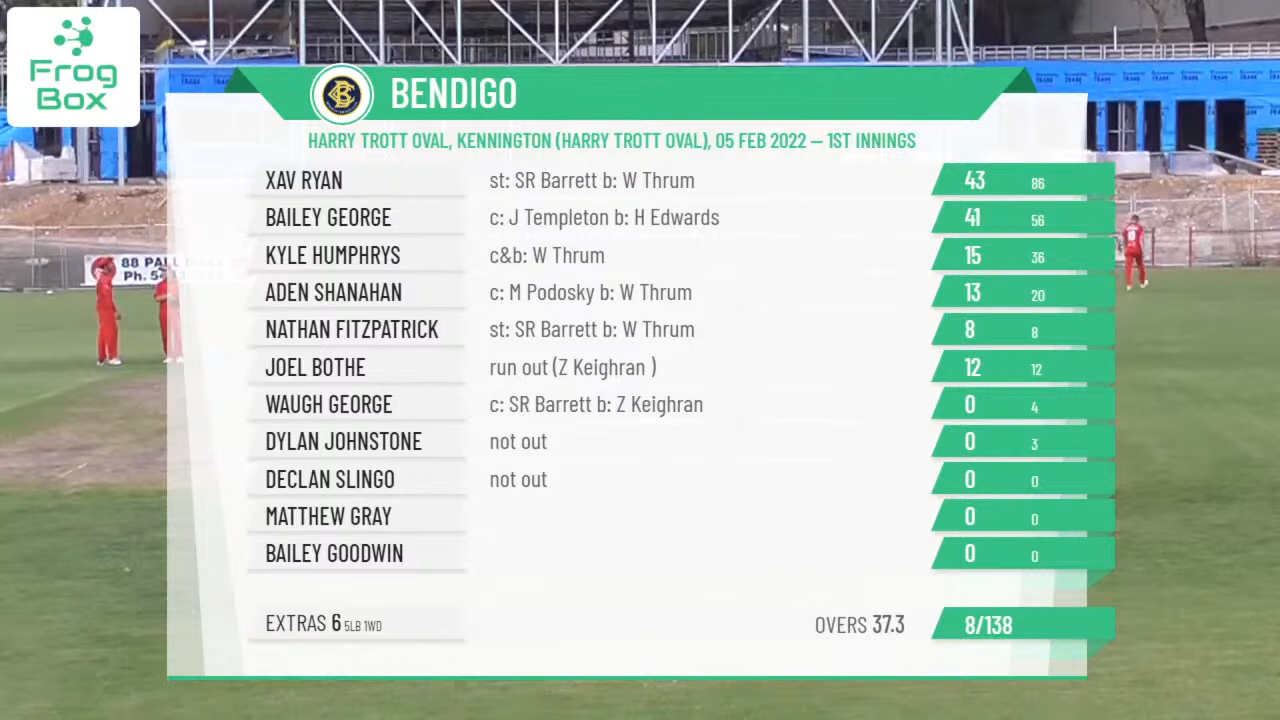 Frog
Box
BENDIGO
HARRY TROTT OVAL, KENNINGTON (HARRY TROTT OVAL), 05 FEB 2022 – 1ST INNINGS
XAV RYAN st: SR Barrett b: W Thrum 43 86
BAILEY GEORGE c: J Templeton b: H Edwards 41 56
KYLE HUMPHRYS c&b: W Thrum 15 36
88 PALL
Ph. 54
ADEN SHANAHAN c: M Podosky b: W Thrum 13 20
NATHAN FITZPATRICK st: SR Barrett b: W Thrum 8 8
JOEL BOTHE run out (Z Keighran ) 12 12
WAUGH GEORGE c: SR Barrett b: Z Keighran 0 4
DYLAN JOHNSTONE not out 0 3
DECLAN SLINGO not out 0 0
MATTHEW GRAY 0 0
BAILEY GOODWIN 0 0
EXTRAS 6 5LB 1WD OVERS 37.3 8/138